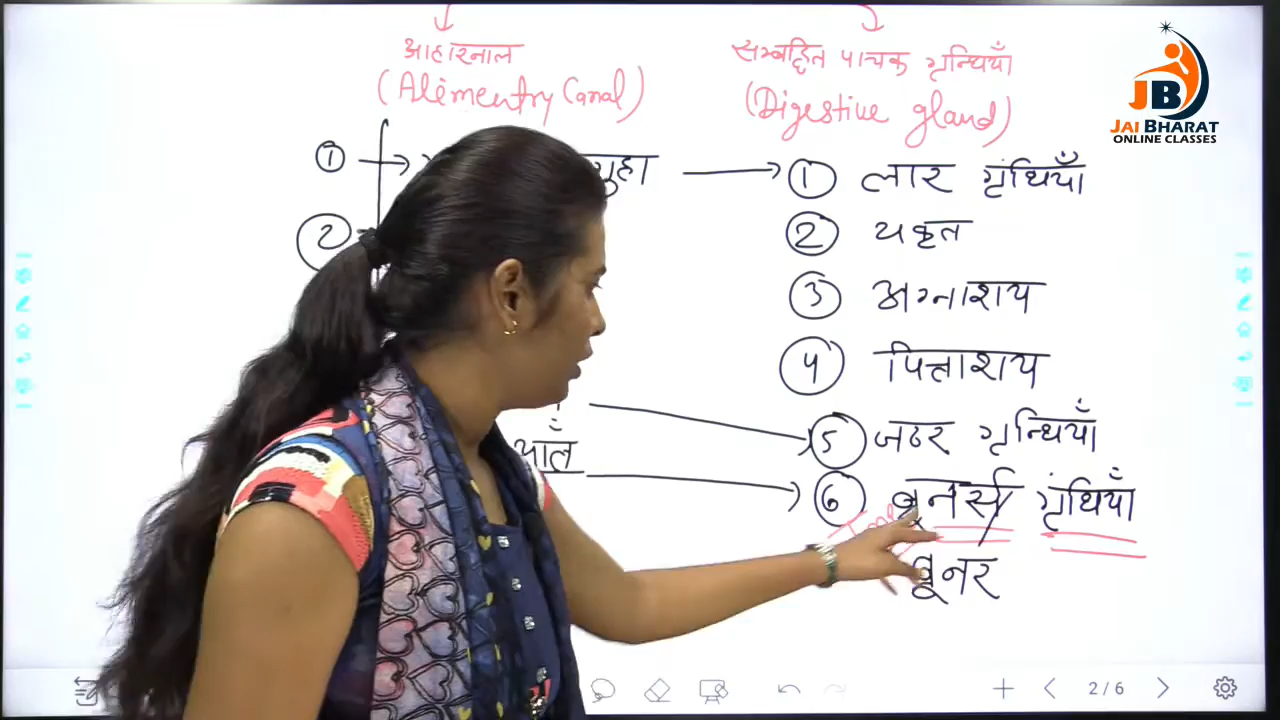 आहारनाल
सम्बद्दित पाचक ग्रन्थियाँ
(Alimentry Canal)
(Digestive gland)
JB
JAI BHARAT
ONLINE CLASSES
1
गुहा
1 लार ग्रंथियाँ
2
2 यकृत
3 अग्नाशय
4 पित्ताशय
5 जठर ग्रन्थियाँ
आँत
6 ब्रूनर्स ग्रंथियाँ
ब्रूनर
2/6